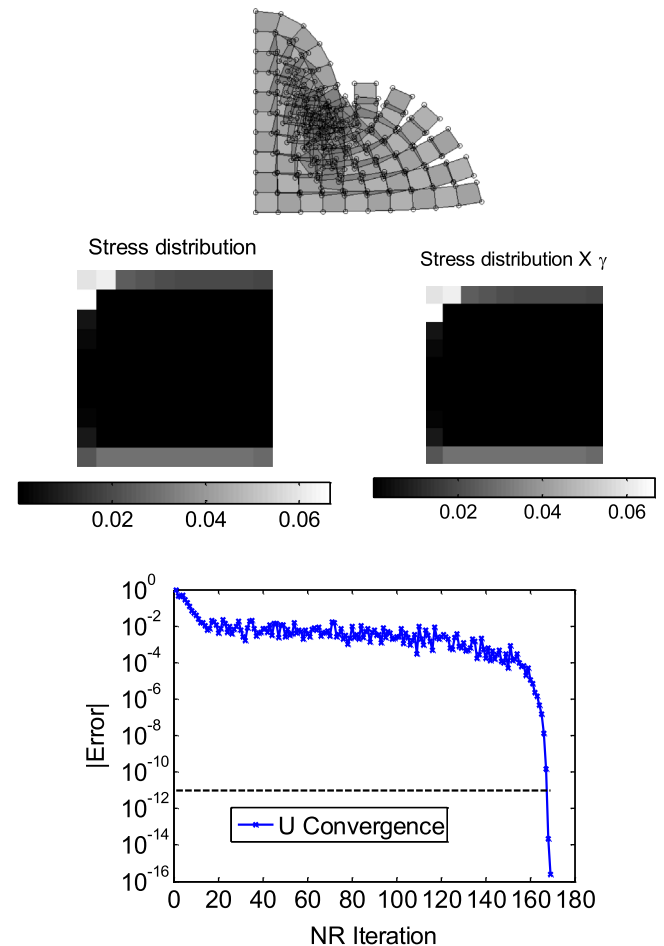 Stress distribution
Stress distribution X γ
0.02 0.04 0.06
0.02 0.04 0.06
10^0
10^-2
10^-4
10^-6
10^-8
10^-10
10^-12
10^-14
10^-16
|Error|
U Convergence
0 20 40 60 80 100 120 140 160 180
NR Iteration